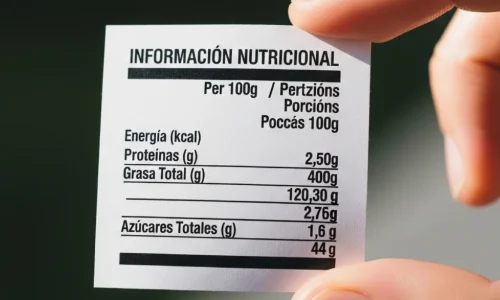 INFORMACIÓN NUTRICIONAL
Per 100g / Pertzións
Porcións
Poccás 100g
Energía (kcal)
Proteínas (g) 2,50g
Grasa Total (g) 400g
120,30 g
2,76g
Azúcares Totales (g) 1,6 g
44 g